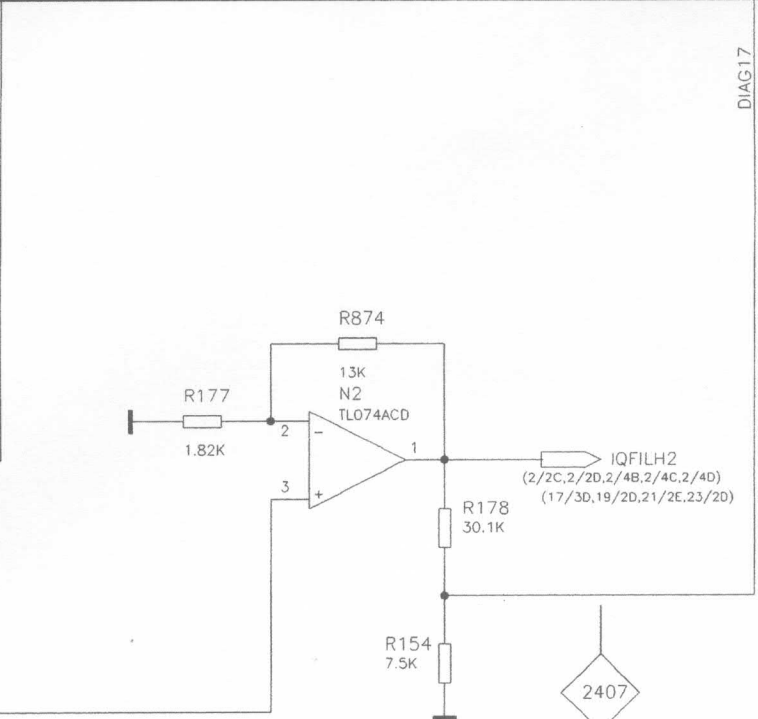 DIAG17
R874
13K
N2
TL074ACD
R177
1.82K
2
−
1
3
+
IQFILH2
(2/2C,2/2D,2/4B,2/4C,2/4D)
(17/3D,19/2D,21/2E,23/2D)
R178
30.1K
R154
7.5K
2407